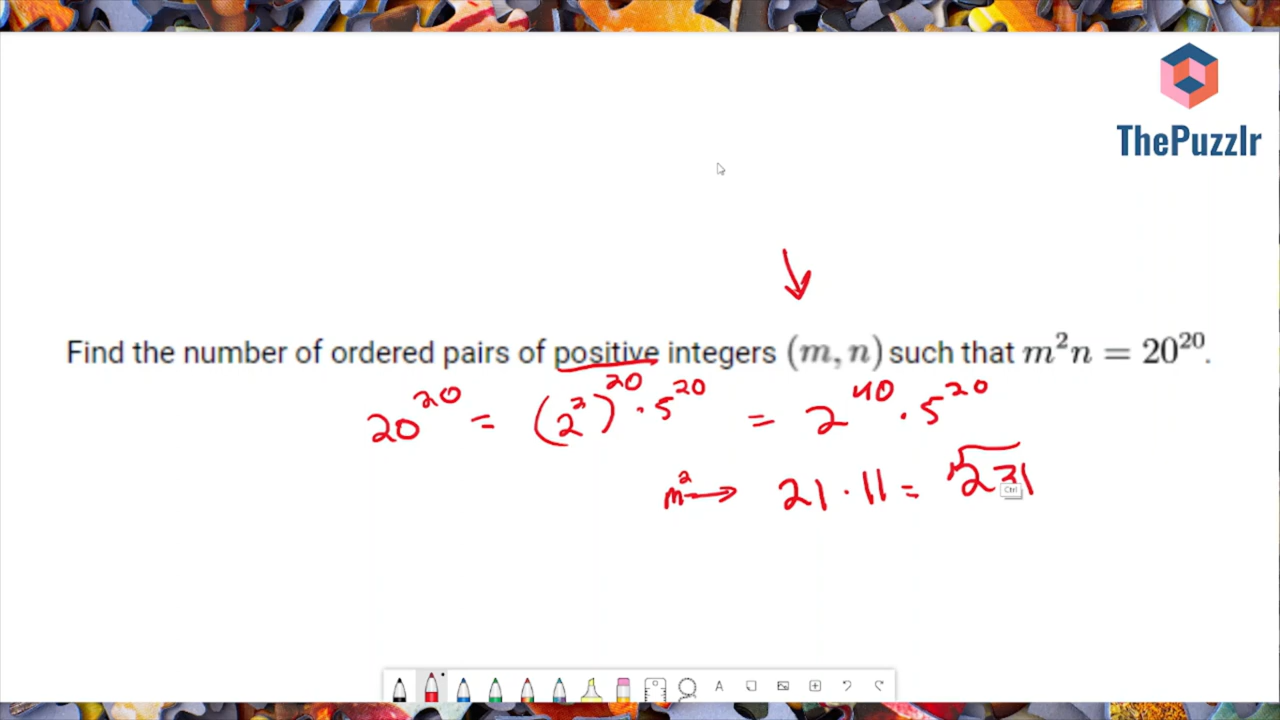 ThePuzzlr
Find the number of ordered pairs of positive integers (m, n) such that m²n = 20²⁰.
20²⁰ = (2²)²⁰ · 5²⁰ = 2⁴⁰ · 5²⁰
m² → 21 · 11 = 231
Ctrl
A